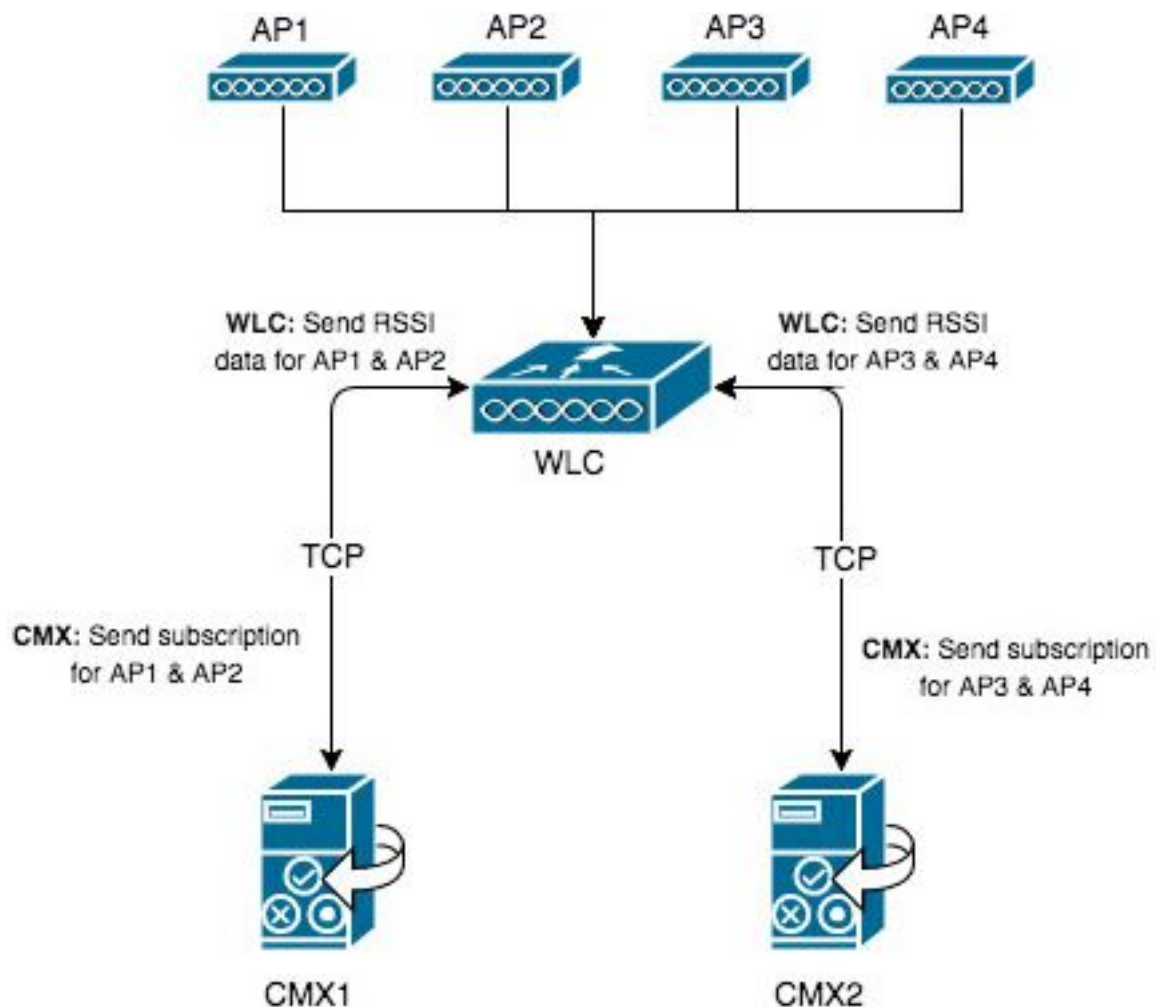 AP1
AP2
AP3
AP4
WLC: Send RSSI
data for AP1 & AP2
WLC: Send RSSI
data for AP3 & AP4
WLC
TCP
TCP
CMX: Send subscription
for AP1 & AP2
CMX: Send subscription
for AP3 & AP4
CMX1
CMX2